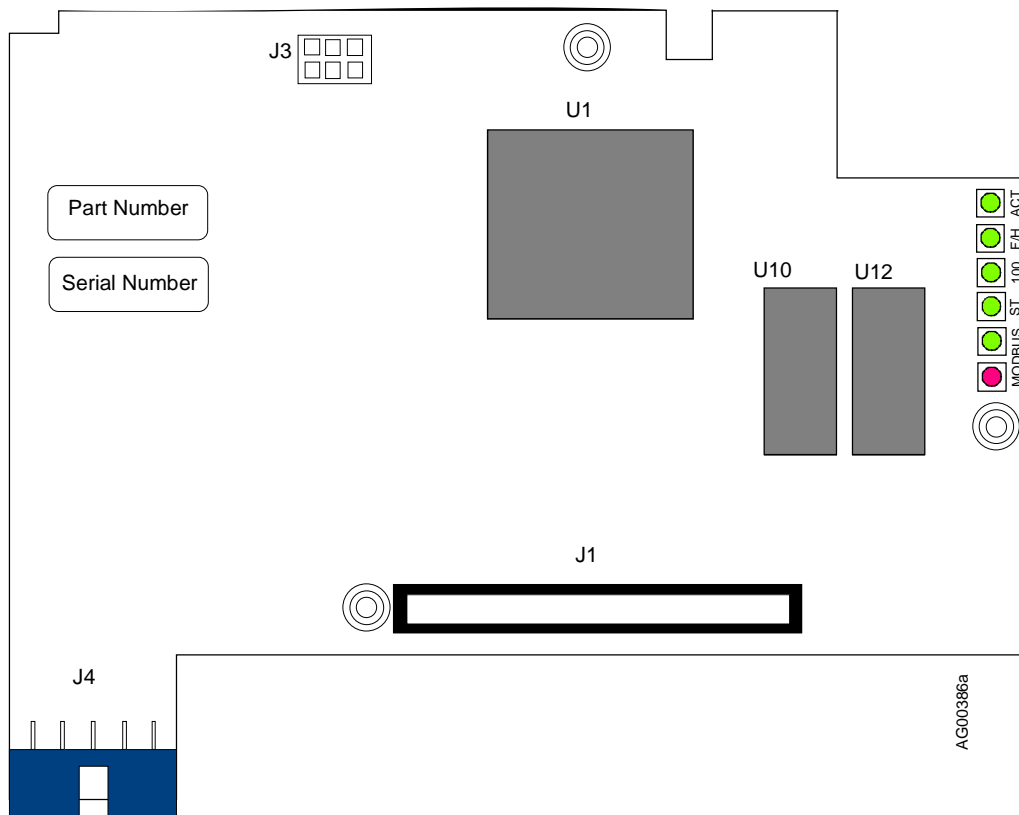 J3
U1
Part Number
Serial Number
ACT
F/H
100
ST
MODBUS
U10
U12
J1
J4
AG00386a